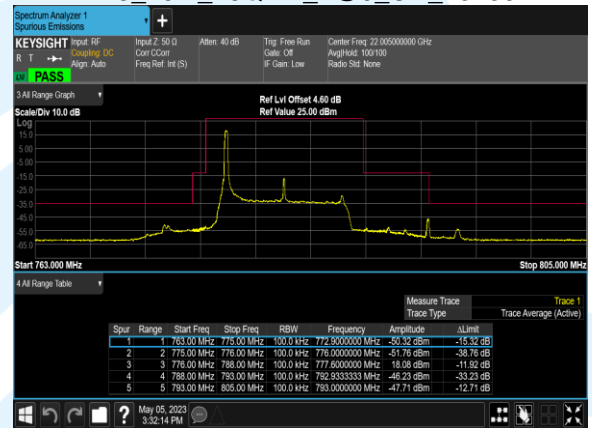 Spectrum Analyzer 1
Spurious Emissions
+
KEYSIGHT Input: RF Input Z: 50 Ω Atten: 40 dB Trig: Free Run Center Freq: 22.005000000 GHz
R T Coupling: DC Corr CCorr Gate: Off Avg|Hold: 100/100
Align: Auto Freq Ref: Int (S) IF Gain: Low Radio Std: None
PASS
3 All Range Graph
Ref Lvl Offset 4.60 dB
Scale/Div 10.0 dB Ref Value 25.00 dBm
Log
15.0
5.00
-5.00
-15.0
-25.0
-35.0
-45.0
-55.0
-65.0
Start 763.000 MHz Stop 805.000 MHz
4 All Range Table
Measure Trace Trace 1
Trace Type Trace Average (Active)
Spur Range Start Freq Stop Freq RBW Frequency Amplitude ΔLimit
1 1 763.00 MHz 775.00 MHz 100.0 kHz 772.9000000 MHz -50.32 dBm -15.32 dB
2 2 775.00 MHz 776.00 MHz 100.0 kHz 776.0000000 MHz -51.76 dBm -38.76 dB
3 3 776.00 MHz 788.00 MHz 100.0 kHz 777.6000000 MHz 18.08 dBm -11.92 dB
4 4 788.00 MHz 793.00 MHz 100.0 kHz 792.9333333 MHz -46.23 dBm -33.23 dB
5 5 793.00 MHz 805.00 MHz 100.0 kHz 793.0000000 MHz -47.71 dBm -12.71 dB
? May 05, 2023
3:32:14 PM